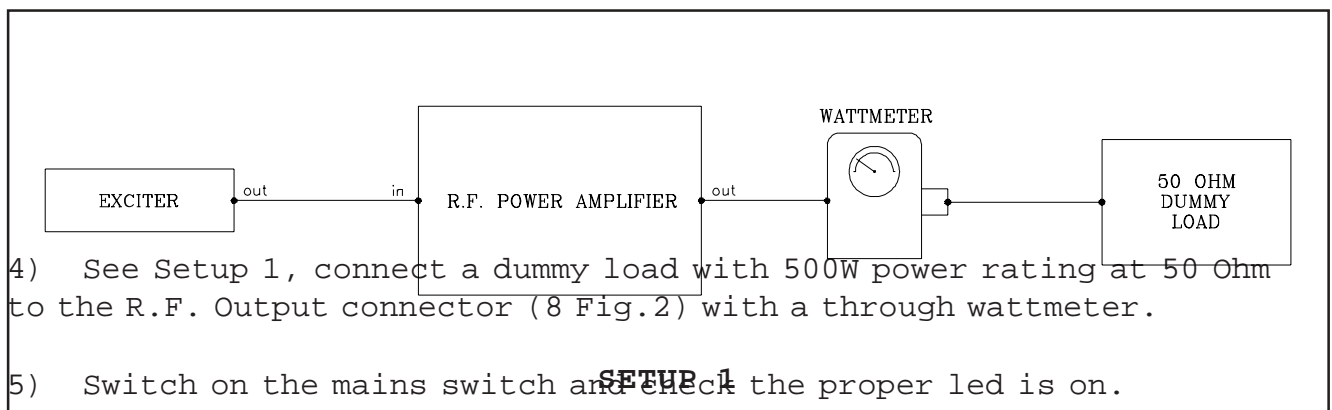 WATTMETER
EXCITER
out
in
R.F. POWER AMPLIFIER
out
50 OHM
DUMMY
LOAD
4) See Setup 1, connect a dummy load with 500W power rating at 50 Ohm
to the R.F. Output connector (8 Fig.2) with a through wattmeter.
SETUP 1
5) Switch on the mains switch and check the proper led is on.